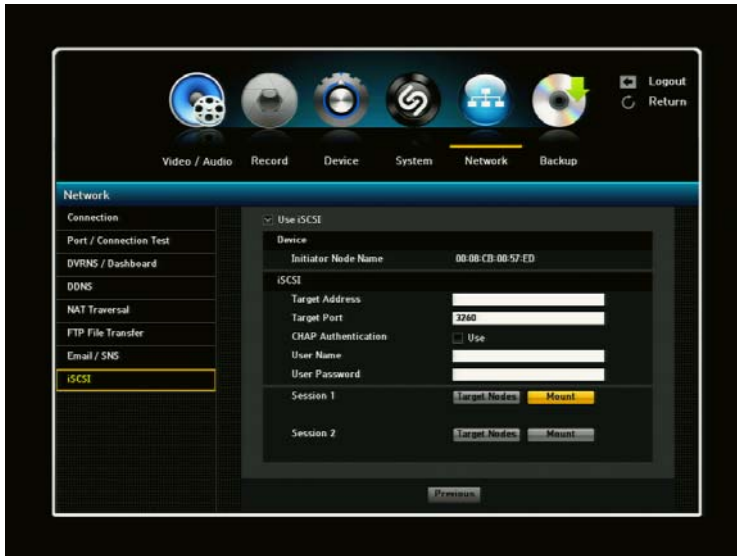 Logout
Return
Video / Audio Record Device System Network Backup
Network
Connection
Port / Connection Test
DVRNS / Dashboard
DDNS
NAT Traversal
FTP File Transfer
Email / SNS
iSCSI
Use iSCSI
Device
Initiator Node Name 00:08:CB:00:57:ED
iSCSI
Target Address
Target Port 3260
CHAP Authentication Use
User Name
User Password
Session 1 Target Nodes Mount
Session 2 Target Nodes Mount
Previous